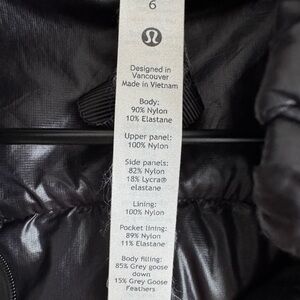 6
Designed in
Vancouver
Made in Vietnam
Body:
90% Nylon
10% Elastane
Upper panel:
100% Nylon
Side panels:
82% Nylon
18% Lycra®
elastane
Lining:
100% Nylon
Pocket lining:
89% Nylon
11% Elastane
Body filling:
85% Grey goose
down
15% Grey Goose
Feathers